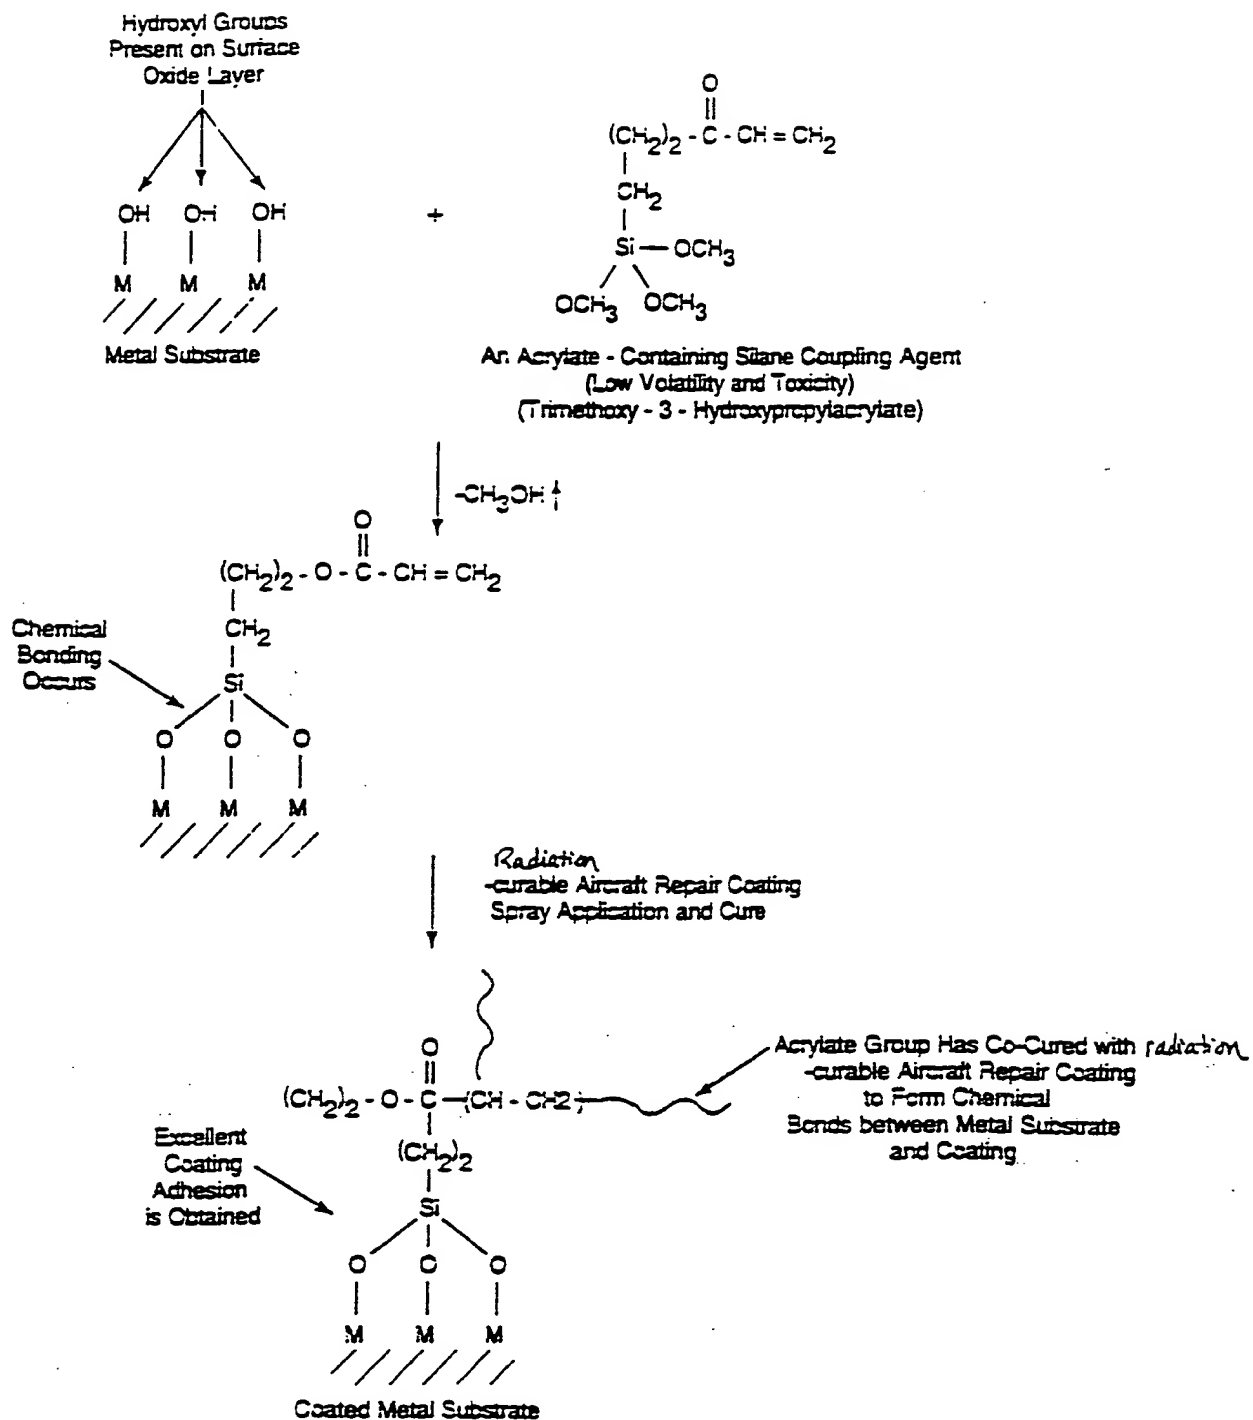 Hydroxyl Groups
Present on Surface
Oxide Layer
OH OH OH
M M M
Metal Substrate
+
O
(CH2)2 - C - CH = CH2
CH2
Si — OCH3
OCH3 OCH3
An Acrylate - Containing Silane Coupling Agent
(Low Volatility and Toxicity)
(Trimethoxy - 3 - Hydroxypropylacrylate)
-CH3OH
O
(CH2)2 - O - C - CH = CH2
CH2
Chemical
Bonding
Occurs
Si
O O O
M M M
Radiation
-curable Aircraft Repair Coating
Spray Application and Cure
O
(CH2)2 - O - C —(CH - CH2)
(CH2)2
Acrylate Group Has Co-Cured with radiation
-curable Aircraft Repair Coating
to Form Chemical
Bonds between Metal Substrate
and Coating
Excellent
Coating
Adhesion
is Obtained
Si
O O O
M M M
Coated Metal Substrate